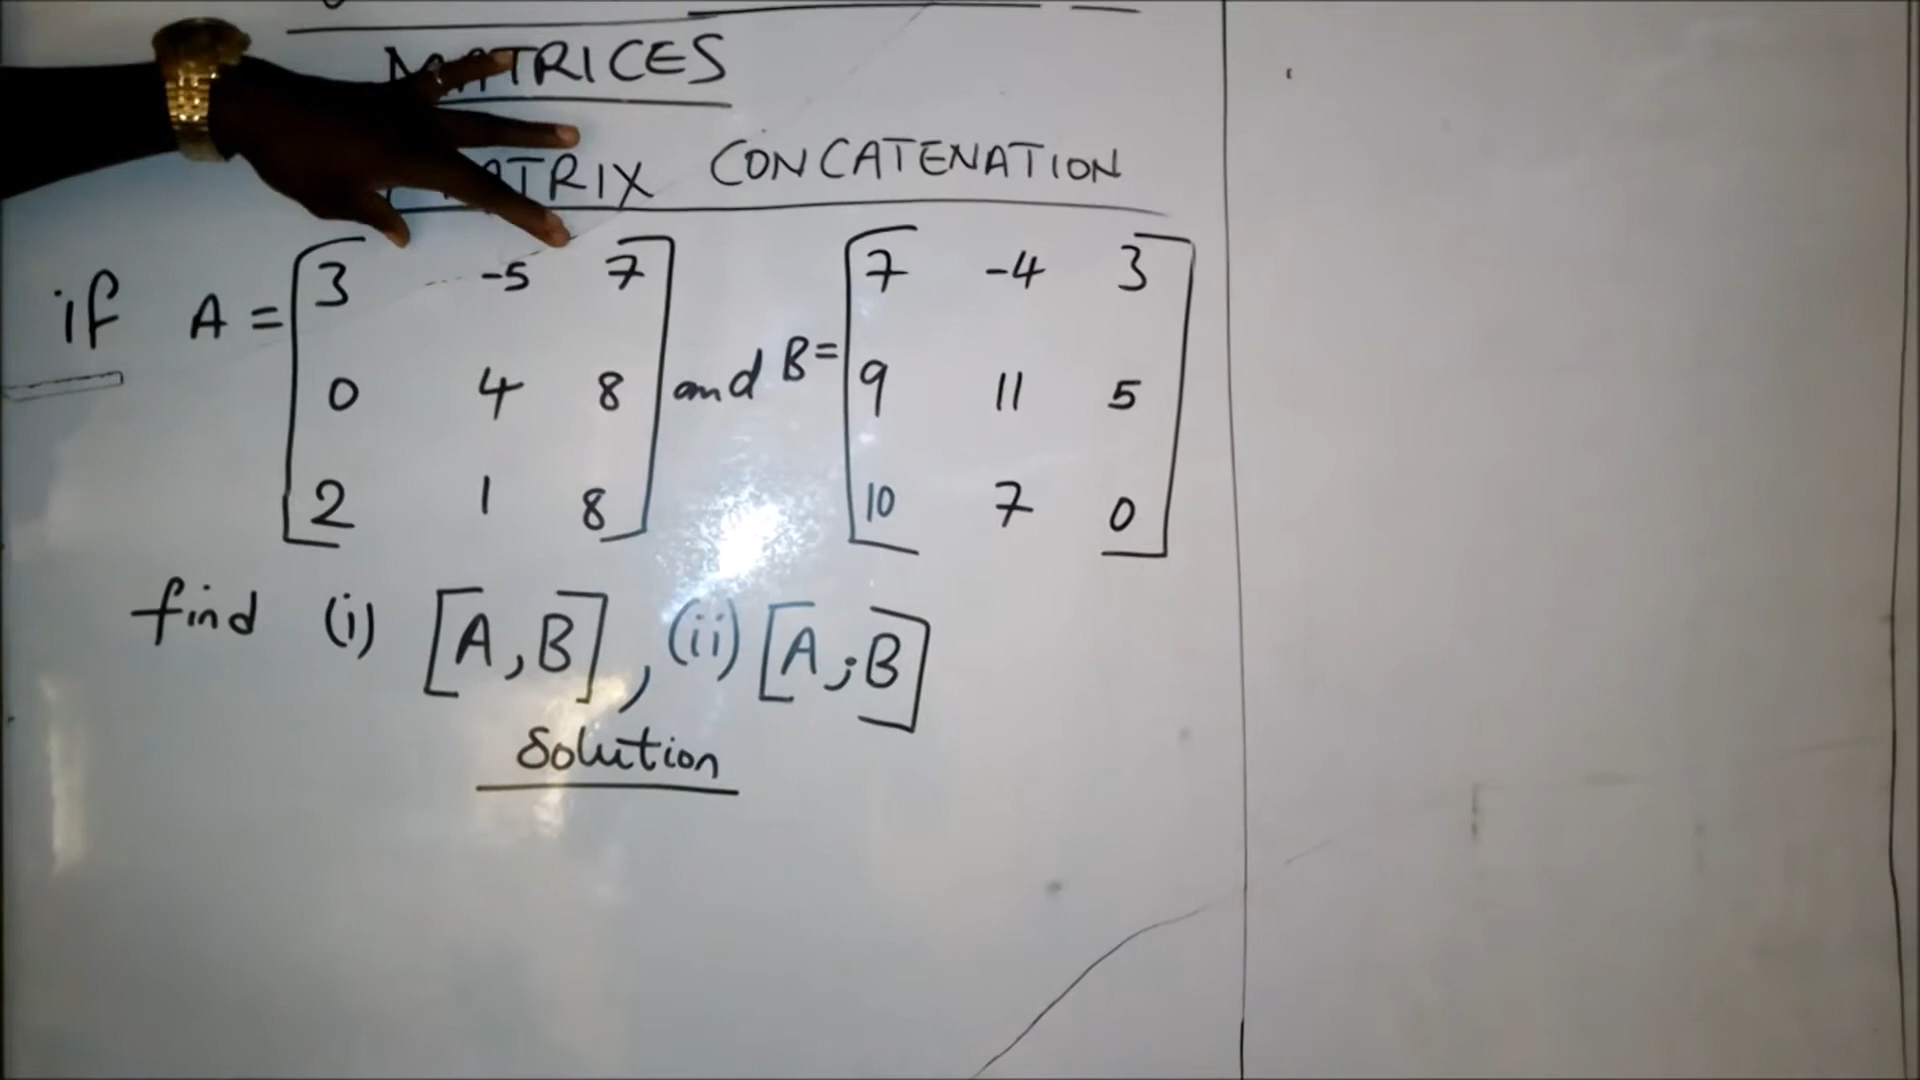 MATRICES
MATRIX CONCATENATION
if A = [3 -5 7
0 4 8
2 1 8] and B = [7 -4 3
9 11 5
10 7 0]
find (i) [A, B], (ii) [A; B]
Solution